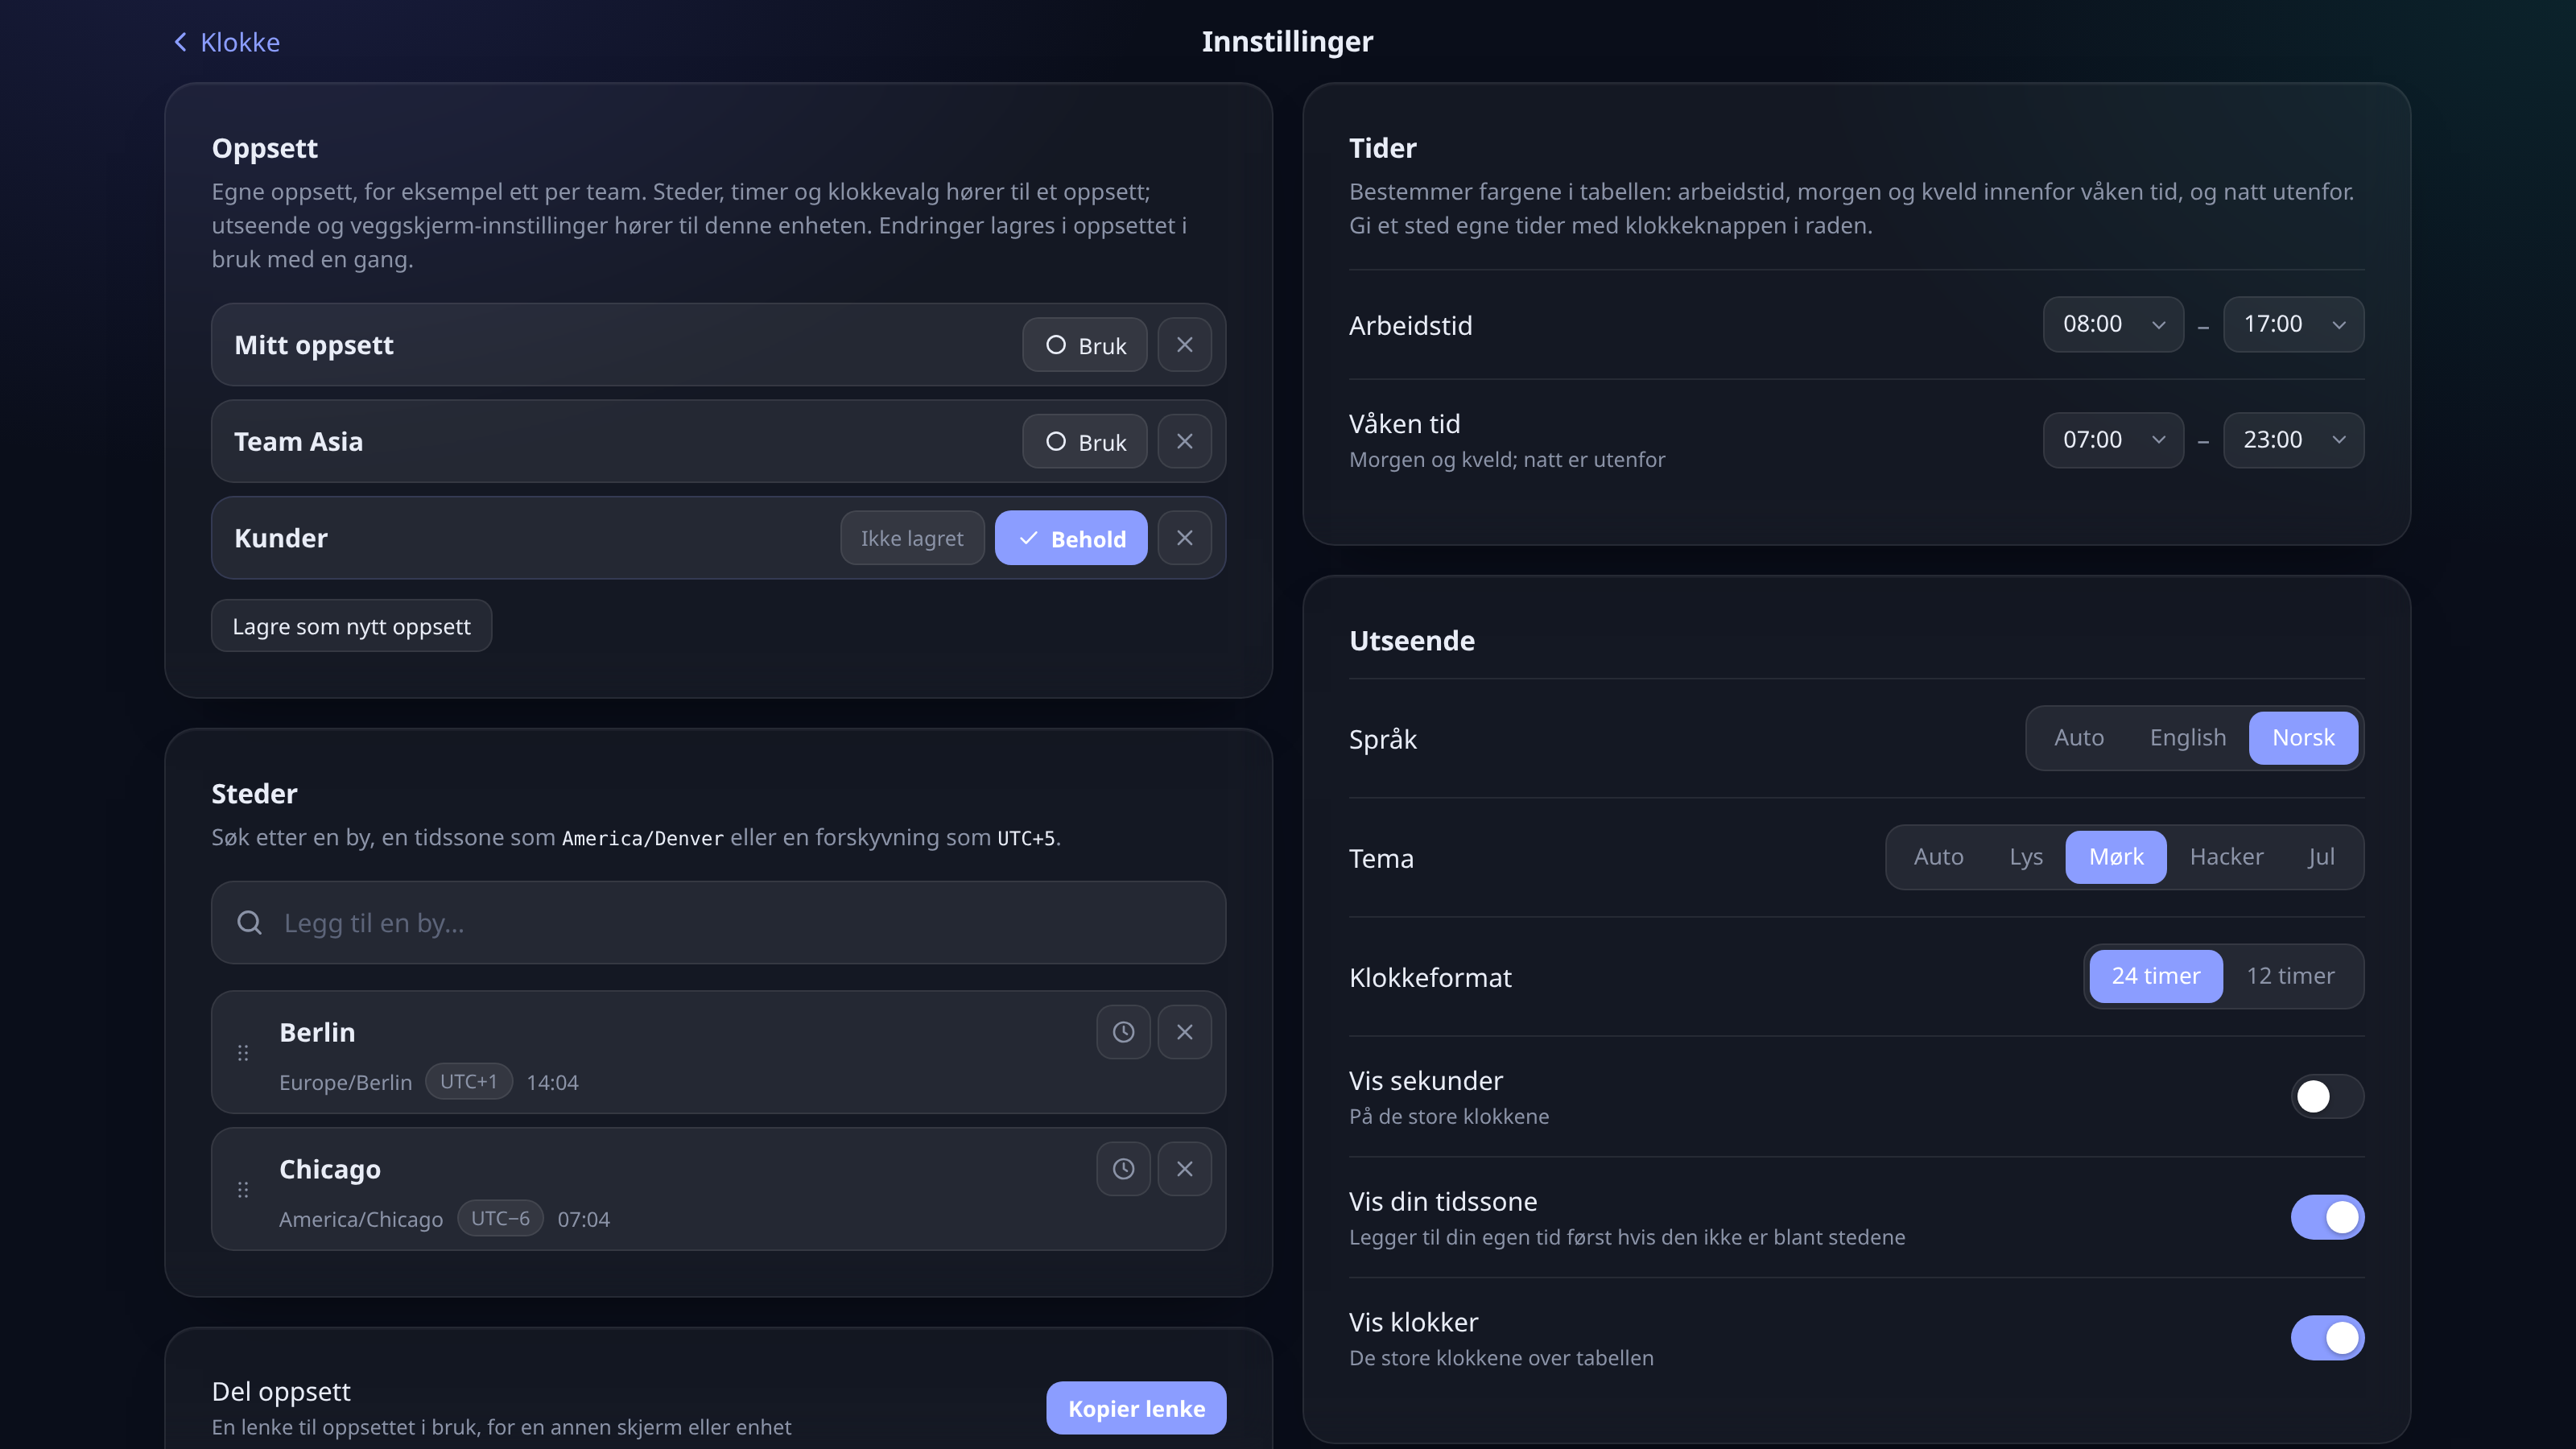 Klokke
Innstillinger
Oppsett
Egne oppsett, for eksempel ett per team. Steder, timer og klokkevalg hører til et oppsett;
utseende og veggskjerm-innstillinger hører til denne enheten. Endringer lagres i oppsettet i
bruk med en gang.
Mitt oppsett
Bruk
Team Asia
Bruk
Kunder
Ikke lagret
Behold
Lagre som nytt oppsett
Steder
Søk etter en by, en tidssone som America/Denver eller en forskyvning som UTC+5.
Legg til en by…
Berlin
Europe/Berlin UTC+1 14:04
Chicago
America/Chicago UTC−6 07:04
Del oppsett
En lenke til oppsettet i bruk, for en annen skjerm eller enhet
Kopier lenke
Tider
Bestemmer fargene i tabellen: arbeidstid, morgen og kveld innenfor våken tid, og natt utenfor.
Gi et sted egne tider med klokkeknappen i raden.
Arbeidstid
08:00 – 17:00
Våken tid
Morgen og kveld; natt er utenfor
07:00 – 23:00
Utseende
Språk
Auto English Norsk
Tema
Auto Lys Mørk Hacker Jul
Klokkeformat
24 timer 12 timer
Vis sekunder
På de store klokkene
Vis din tidssone
Legger til din egen tid først hvis den ikke er blant stedene
Vis klokker
De store klokkene over tabellen